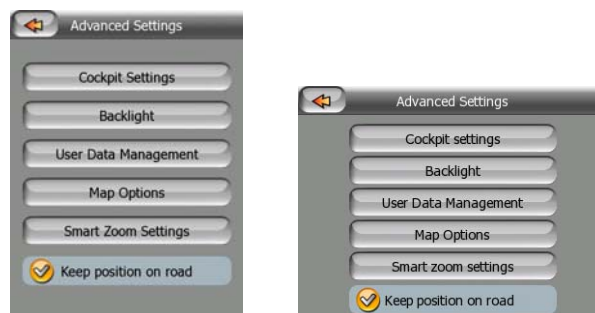 Advanced Settings
Cockpit Settings
Backlight
User Data Management
Map Options
Smart Zoom Settings
Keep position on road
Advanced Settings
Cockpit settings
Backlight
User Data Management
Map Options
Smart zoom settings
Keep position on road